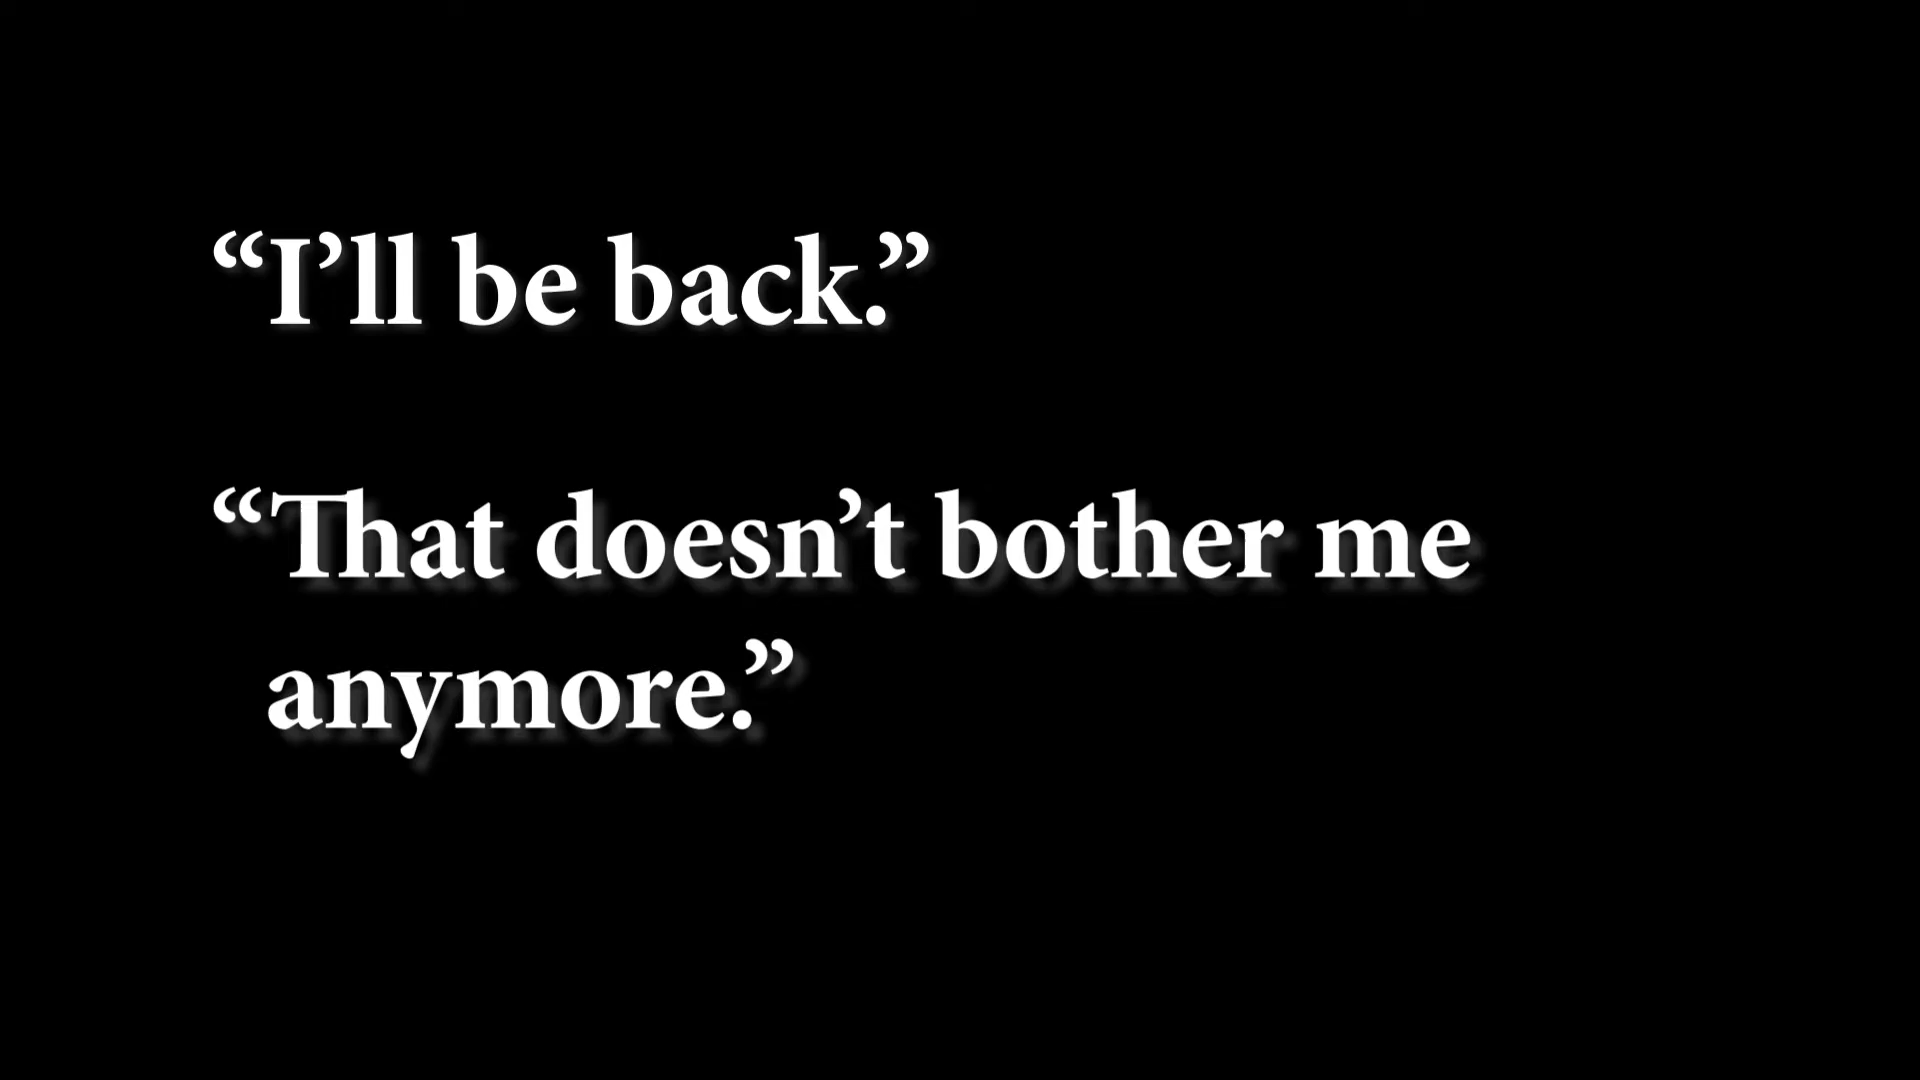 “I’ll be back.”
“That doesn’t bother me
anymore.”